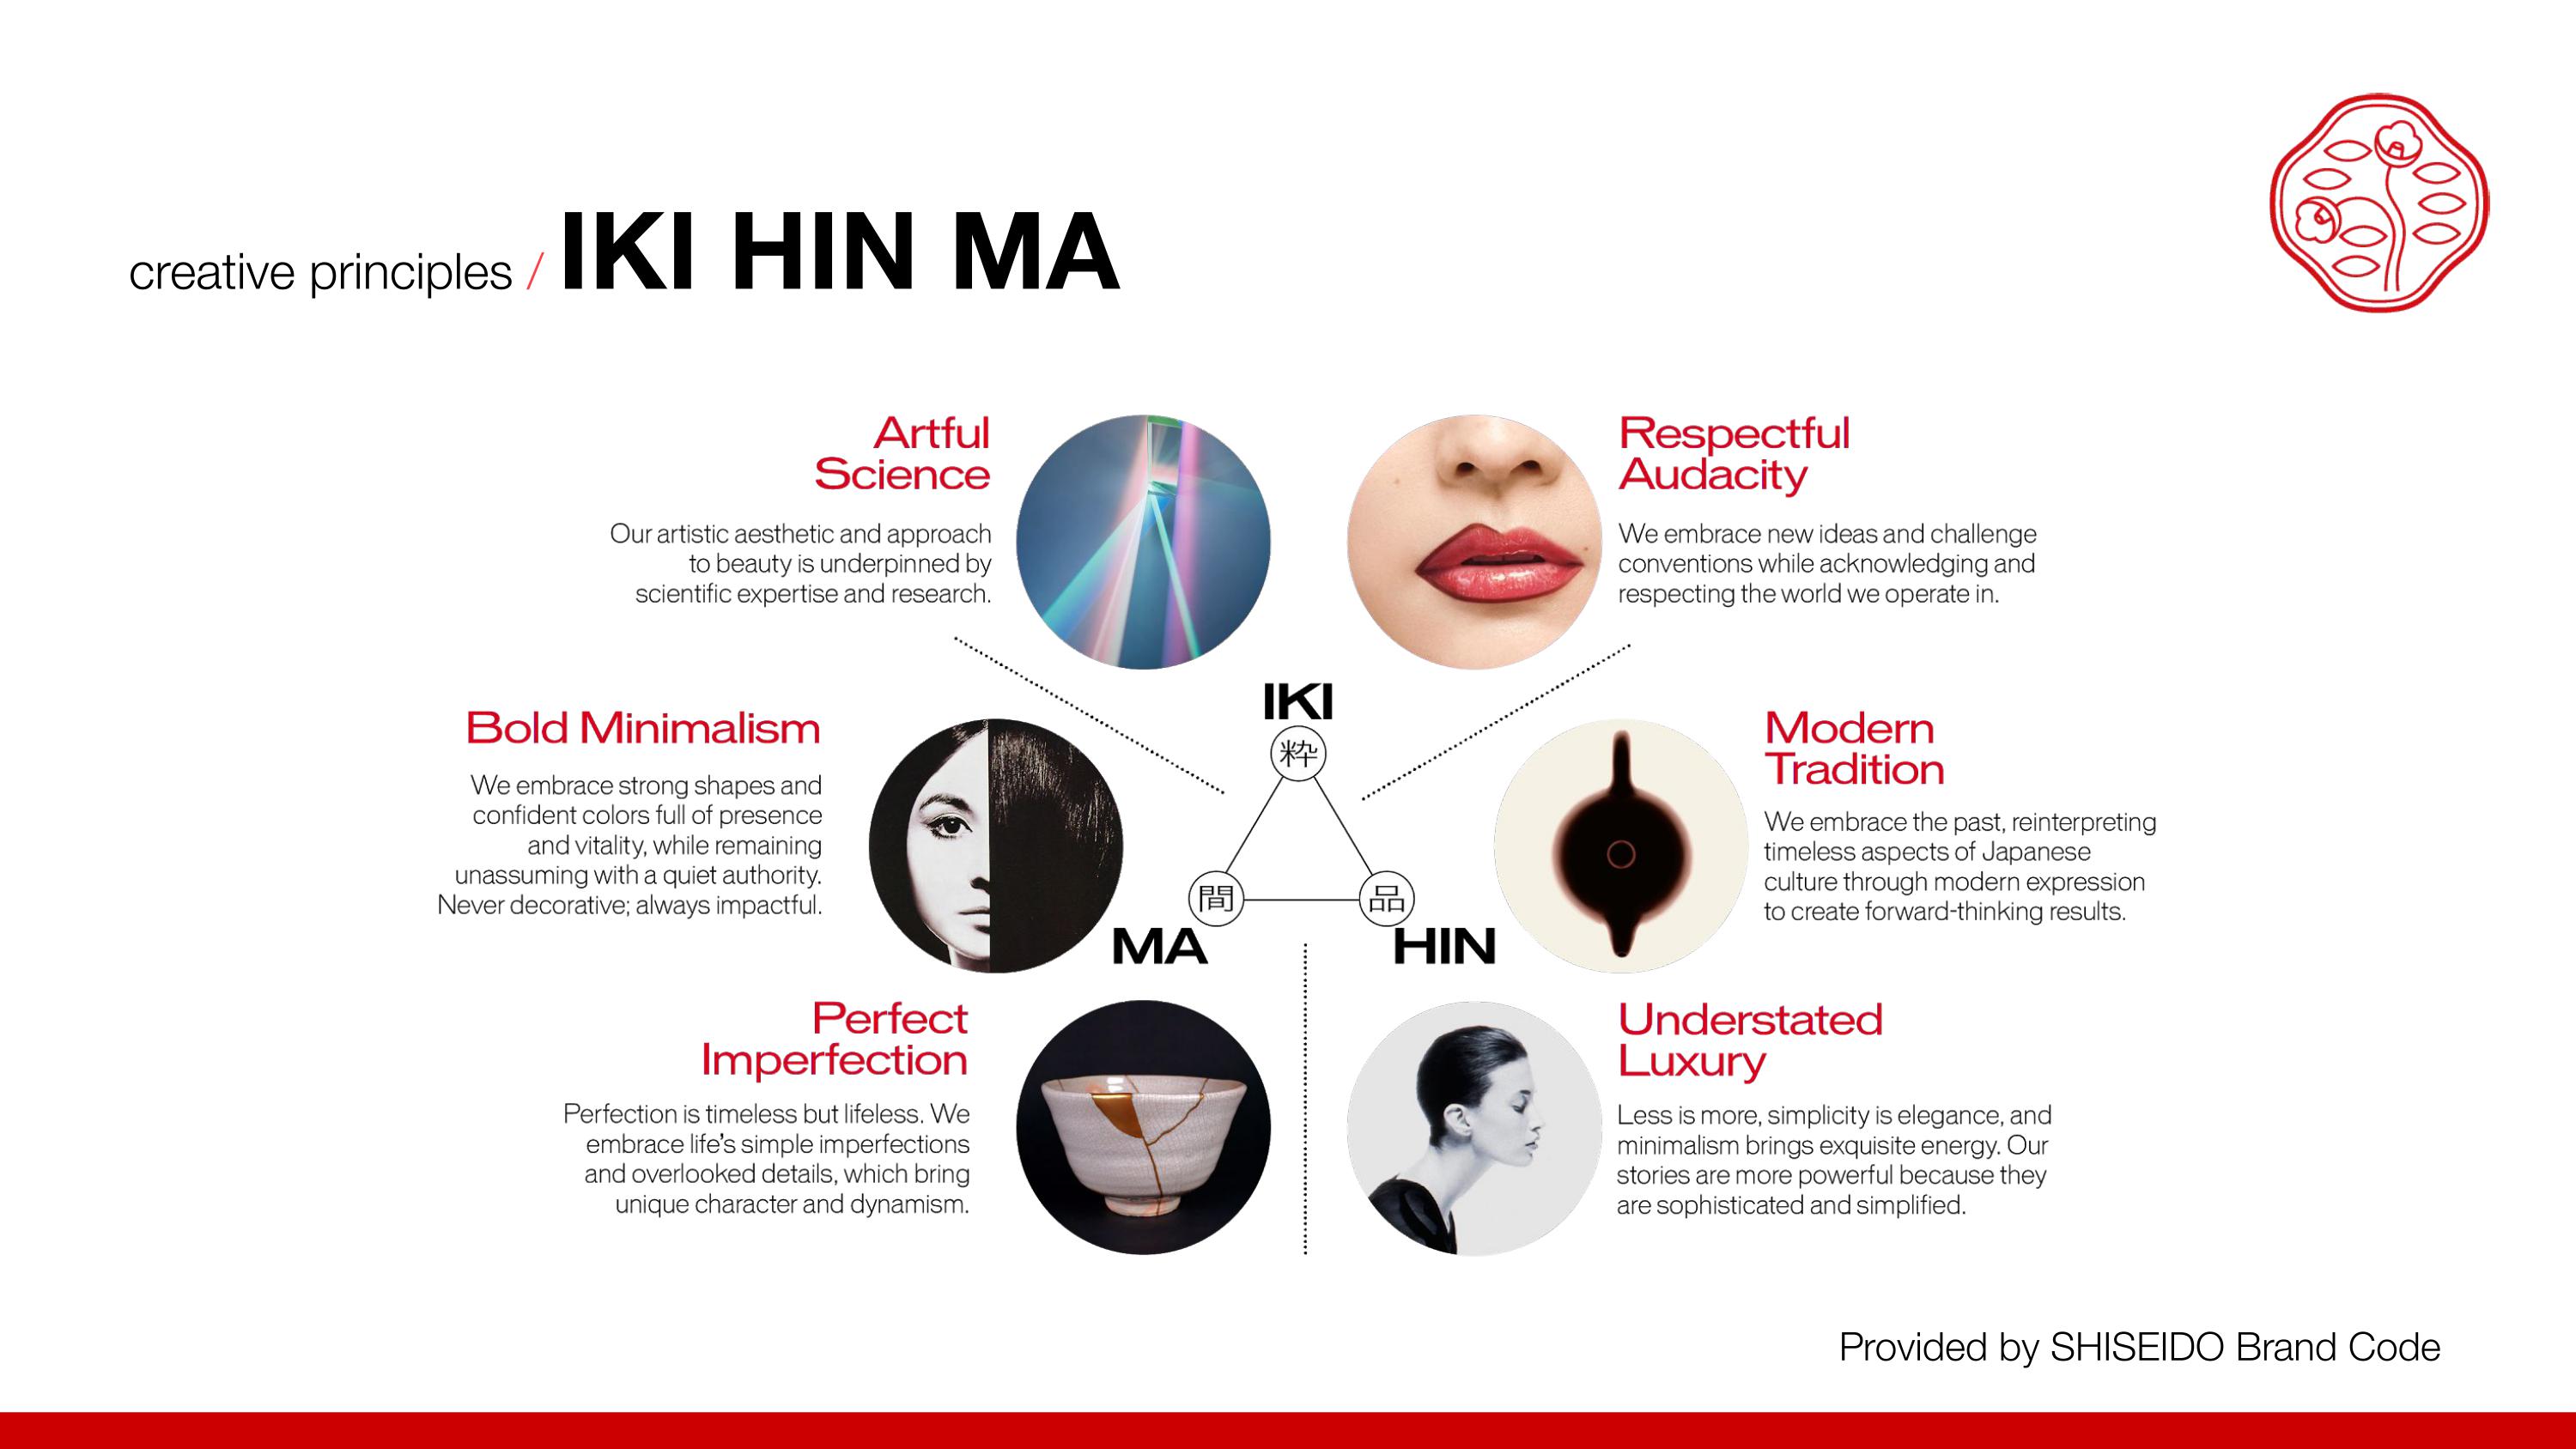 creative principles / IKI HIN MA
Artful
Science
Our artistic aesthetic and approach
to beauty is underpinned by
scientific expertise and research.
Respectful
Audacity
We embrace new ideas and challenge
conventions while acknowledging and
respecting the world we operate in.
Bold Minimalism
We embrace strong shapes and
confident colors full of presence
and vitality, while remaining
unassuming with a quiet authority.
Never decorative; always impactful.
IKI
粋
間
品
MA
HIN
Modern
Tradition
We embrace the past, reinterpreting
timeless aspects of Japanese
culture through modern expression
to create forward-thinking results.
Perfect
Imperfection
Perfection is timeless but lifeless. We
embrace life's simple imperfections
and overlooked details, which bring
unique character and dynamism.
Understated
Luxury
Less is more, simplicity is elegance, and
minimalism brings exquisite energy. Our
stories are more powerful because they
are sophisticated and simplified.
Provided by SHISEIDO Brand Code